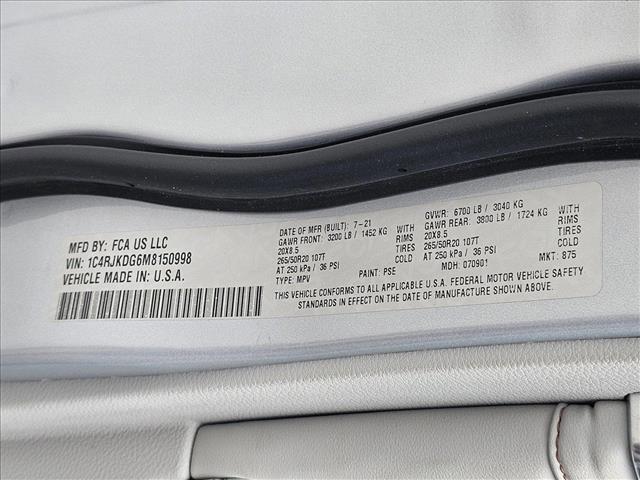 MFD BY: FCA US LLC
VIN: 1C4RJKDG6M8150998
VEHICLE MADE IN U.S.A.
DATE OF MFR (BUILT): 7-21
GAWR FRONT: 3200 LB / 1452 KG WITH
20X8.5 RIMS
265/50R20 107T TIRES
AT 250 kPa / 36 PSI COLD
TYPE: MPV PAINT: PSE
GVWR: 6700 LB / 3040 KG
GAWR REAR: 3800 LB / 1724 KG WITH
20X8.5 RIMS
265/50R20 107T TIRES
AT 250 kPa / 36 PSI COLD
MDH: 070901 MKT: 875
THIS VEHICLE CONFORMS TO ALL APPLICABLE U.S.A. FEDERAL MOTOR VEHICLE SAFETY
STANDARDS IN EFFECT ON THE DATE OF MANUFACTURE SHOWN ABOVE.